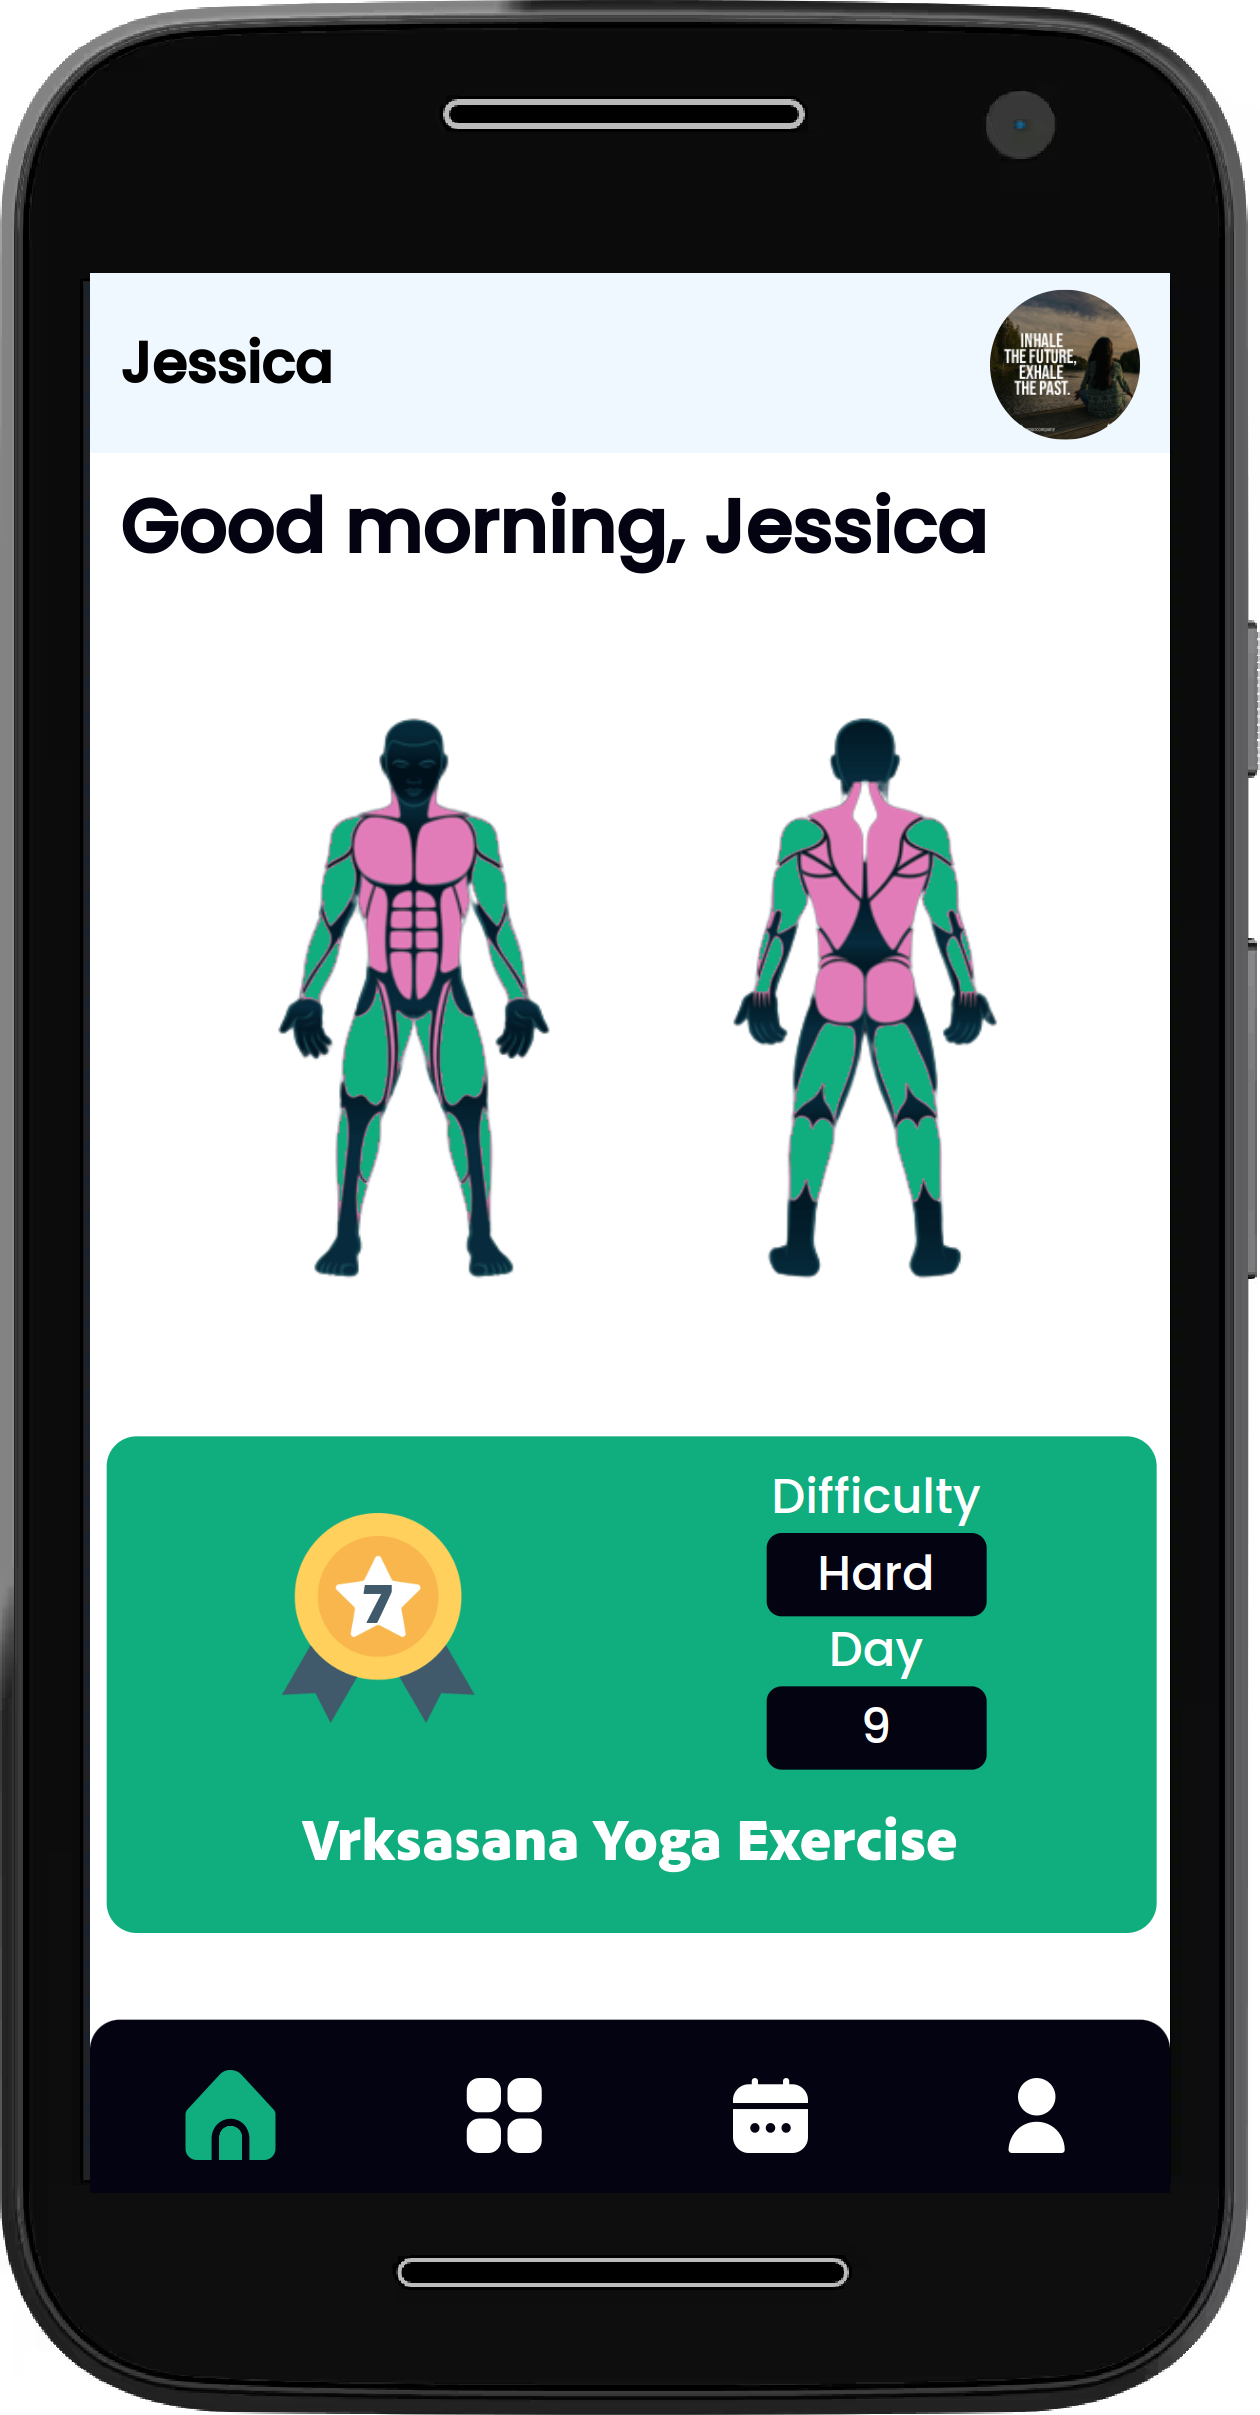 Jessica
INHALE
THE FUTURE,
EXHALE
THE PAST.
Good morning, Jessica
7
Difficulty
Hard
Day
9
Vrksasana Yoga Exercise